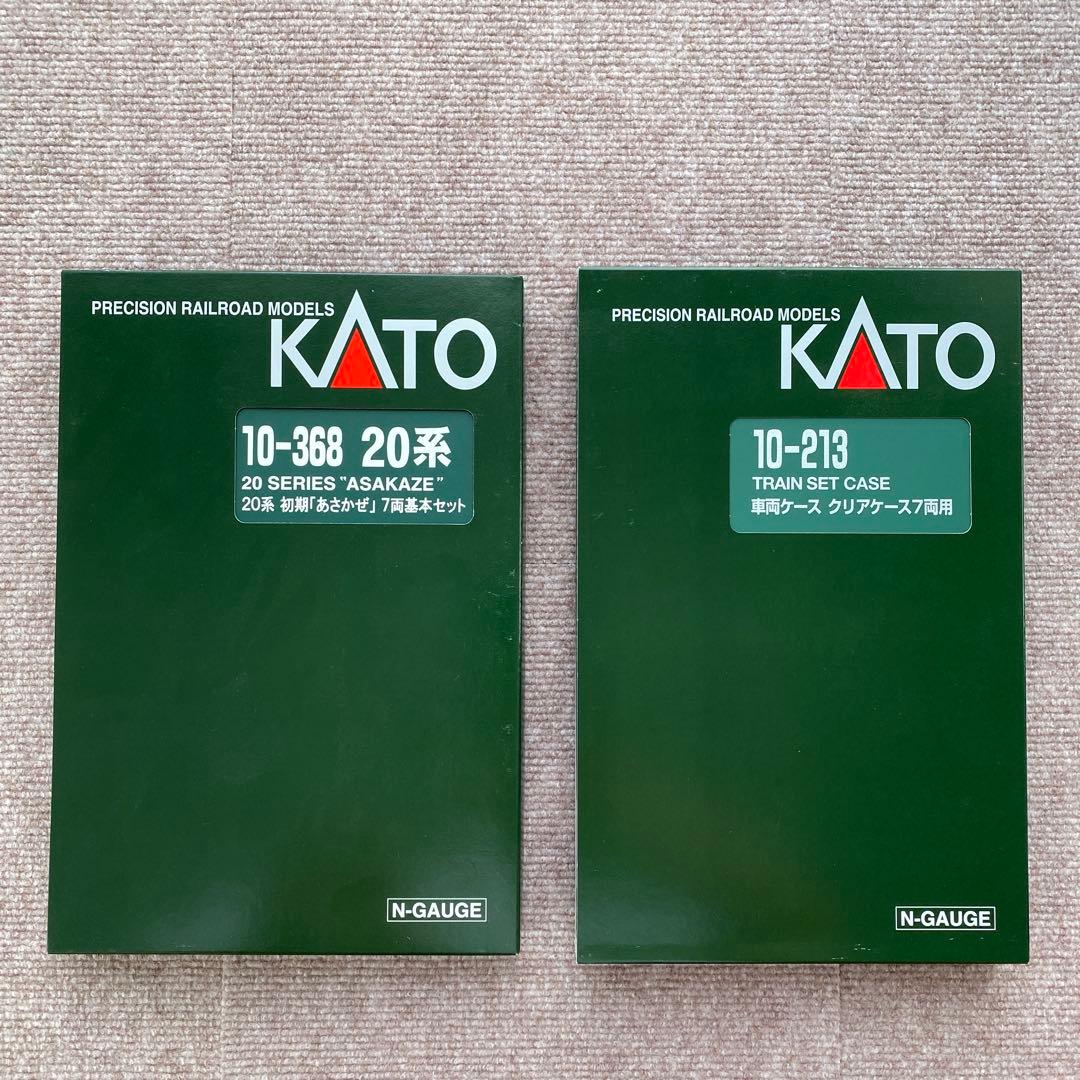 PRECISION RAILROAD MODELS
KATO
10-368 20系
20 SERIES "ASAKAZE"
20系 初期「あさかぜ」7両基本セット
N-GAUGE
PRECISION RAILROAD MODELS
KATO
10-213
TRAIN SET CASE
車両ケース クリアケース7両用
N-GAUGE